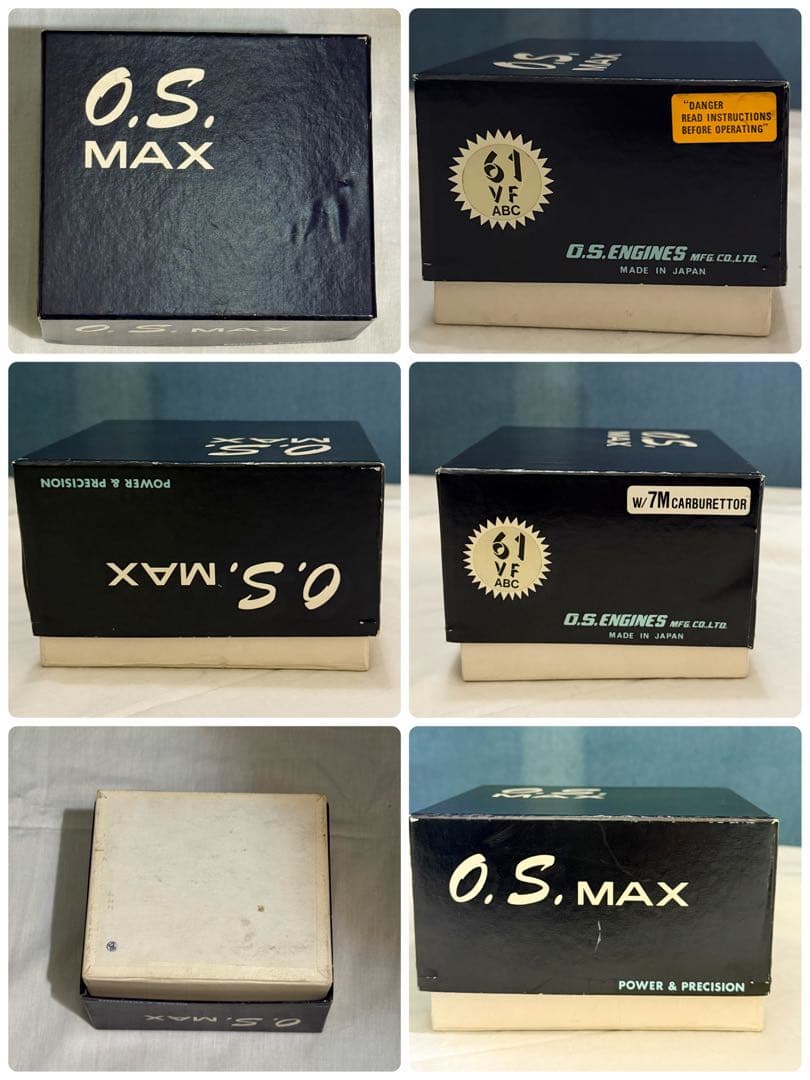 O.S.
MAX
O.S. MAX
O.S.
MAX
"DANGER
READ INSTRUCTIONS
BEFORE OPERATING"
61
VF
ABC
O.S.ENGINES MFG. CO.,LTD.
MADE IN JAPAN
O.S.
MAX
POWER & PRECISION
O.S. MAX
O.S.
MAX
W/7M CARBURETTOR
61
VF
ABC
O.S.ENGINES MFG. CO.,LTD.
MADE IN JAPAN
O.S. MAX
O.S.
MAX
O.S. MAX
POWER & PRECISION